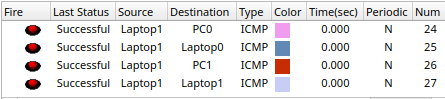 Fire Last Status Source Destination Type Color Time(sec) Periodic Num
Successful Laptop1 PC0 ICMP 0.000 N 24
Successful Laptop1 Laptop0 ICMP 0.000 N 25
Successful Laptop1 PC1 ICMP 0.000 N 26
Successful Laptop1 Laptop1 ICMP 0.000 N 27